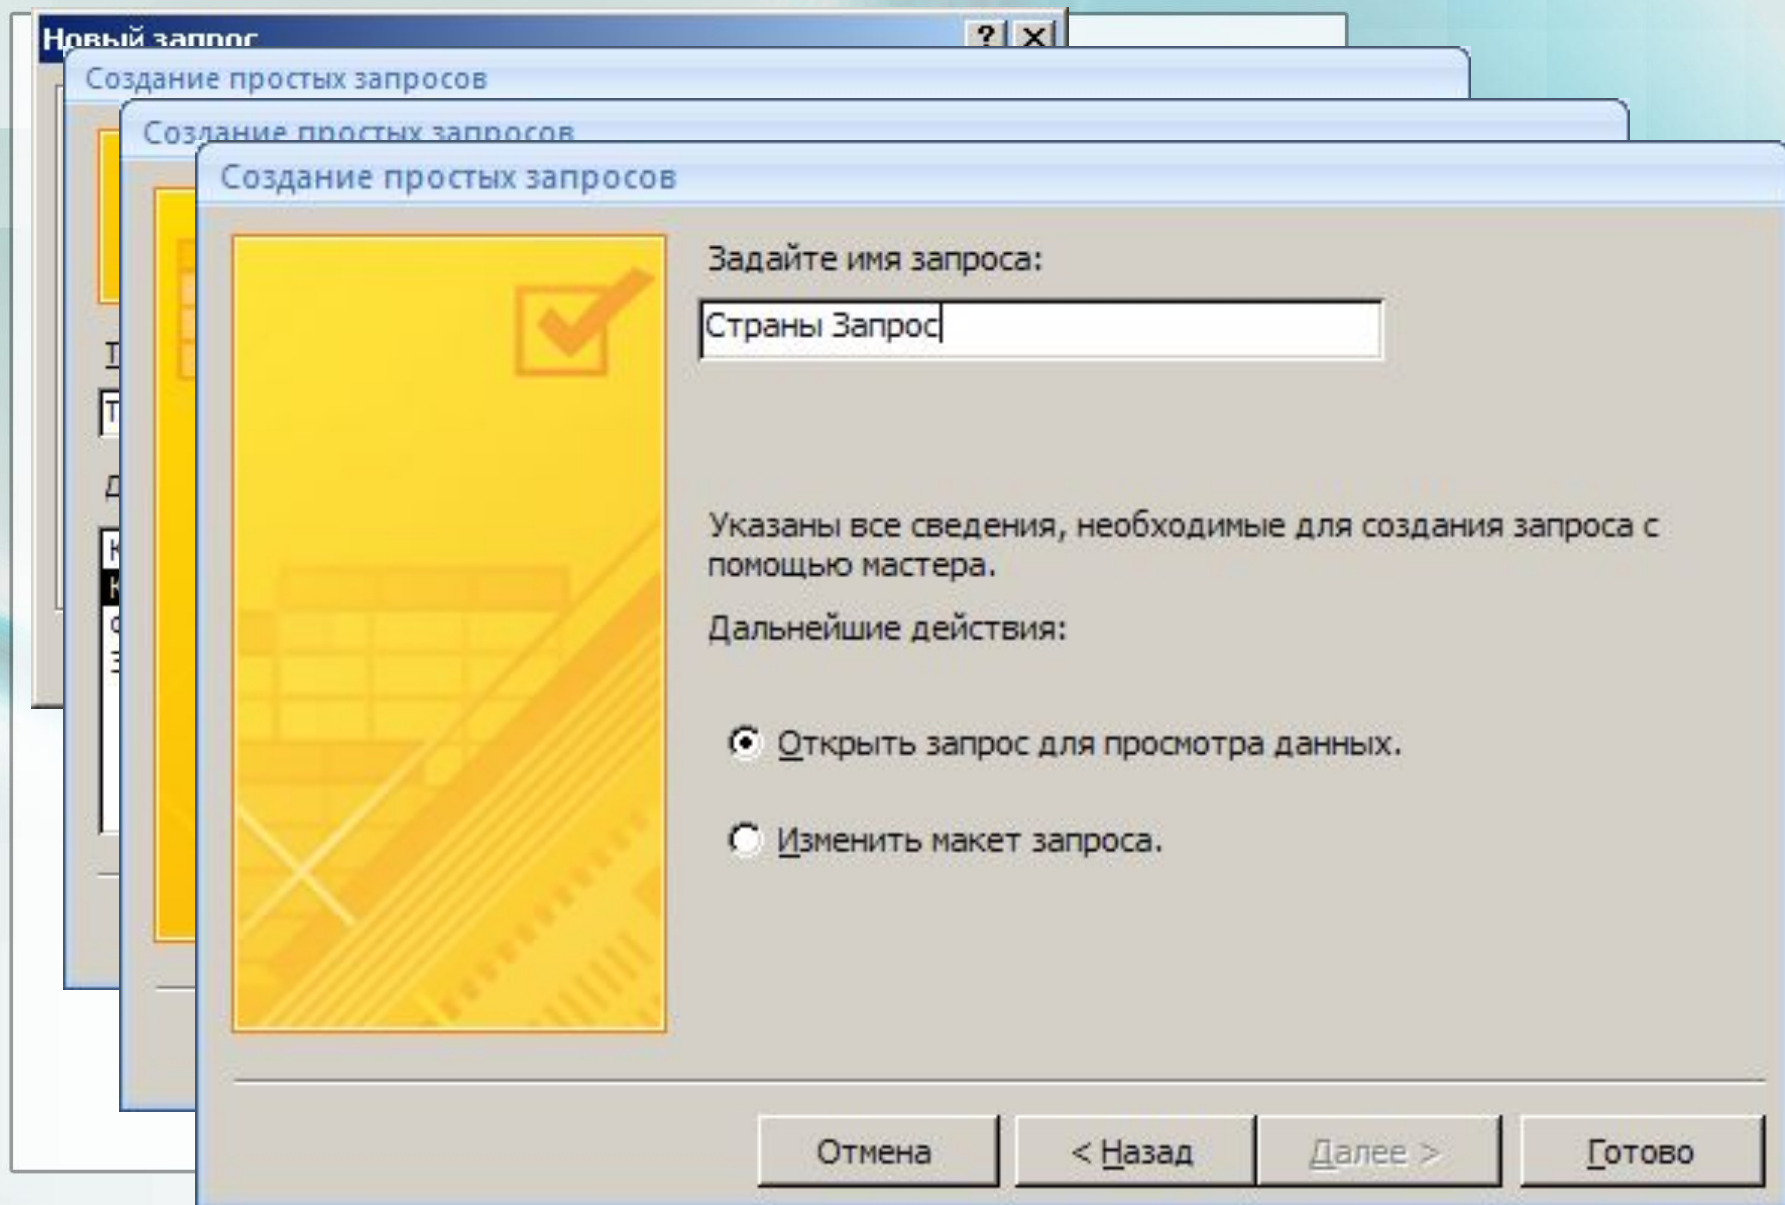 Новый запрос
Создание простых запросов
Создание простых запросов
Создание простых запросов
Задайте имя запроса:
Страны Запрос
Указаны все сведения, необходимые для создания запроса с
помощью мастера.
Дальнейшие действия:
Открыть запрос для просмотра данных.
Изменить макет запроса.
Отмена
< Назад
Далее >
Готово